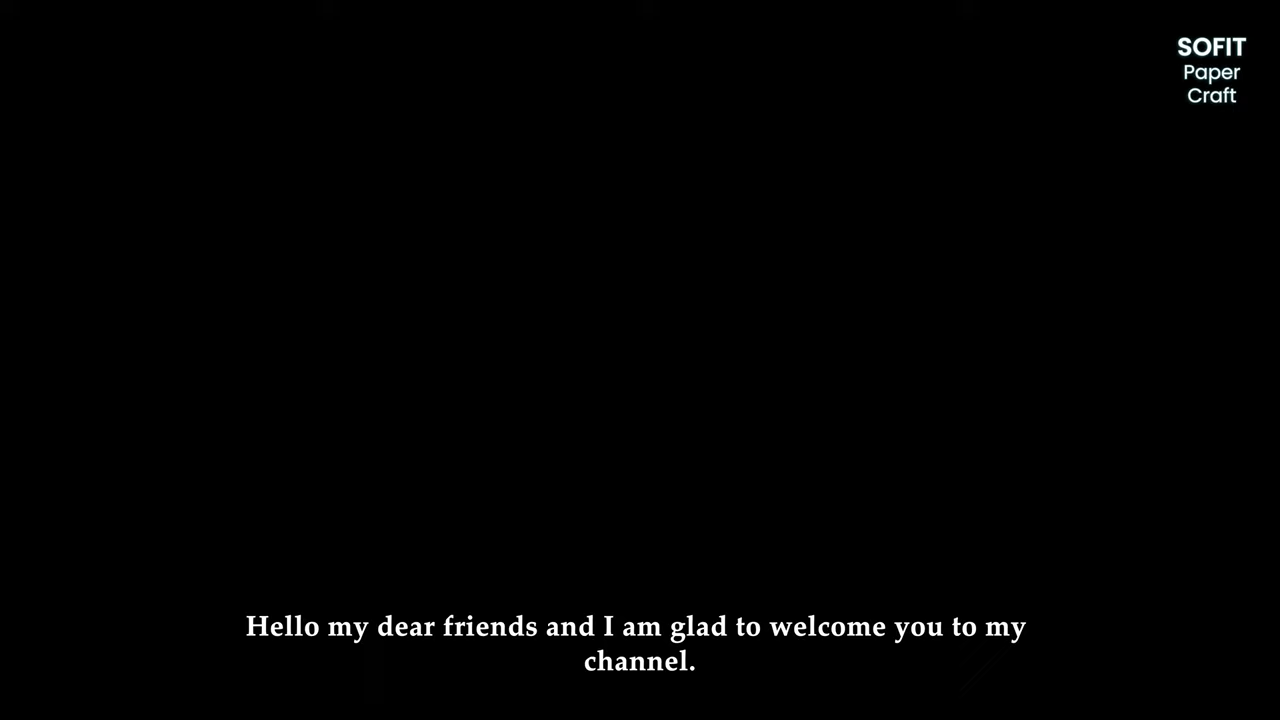 SOFIT
Paper
Craft
Hello my dear friends and I am glad to welcome you to my
channel.